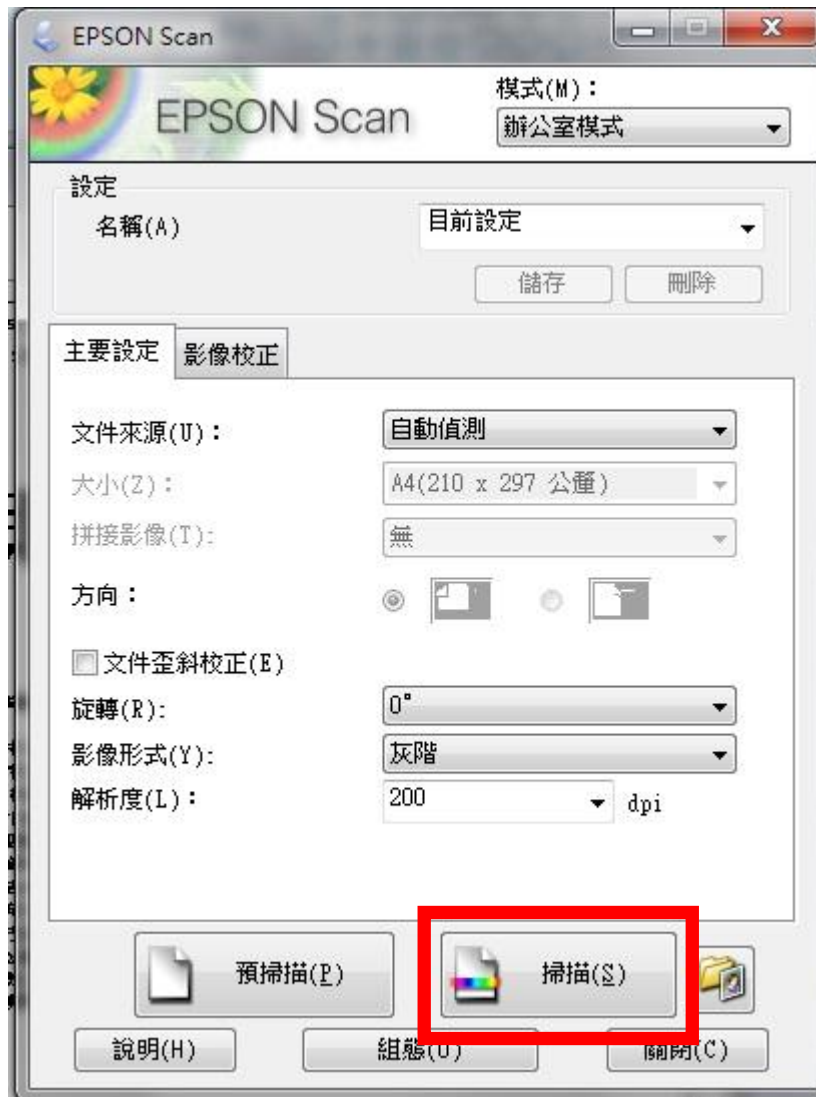 EPSON Scan
EPSON Scan
模式(M)：
辦公室模式
設定
名稱(A)
目前設定
儲存
刪除
主要設定
影像校正
文件來源(U)：
自動偵測
大小(Z)：
A4(210 x 297 公釐)
拼接影像(T):
無
方向：
文件歪斜校正(E)
旋轉(R):
0°
影像形式(Y):
灰階
解析度(L)：
200
dpi
預掃描(P)
掃描(S)
說明(H)
組態(O)
關閉(C)